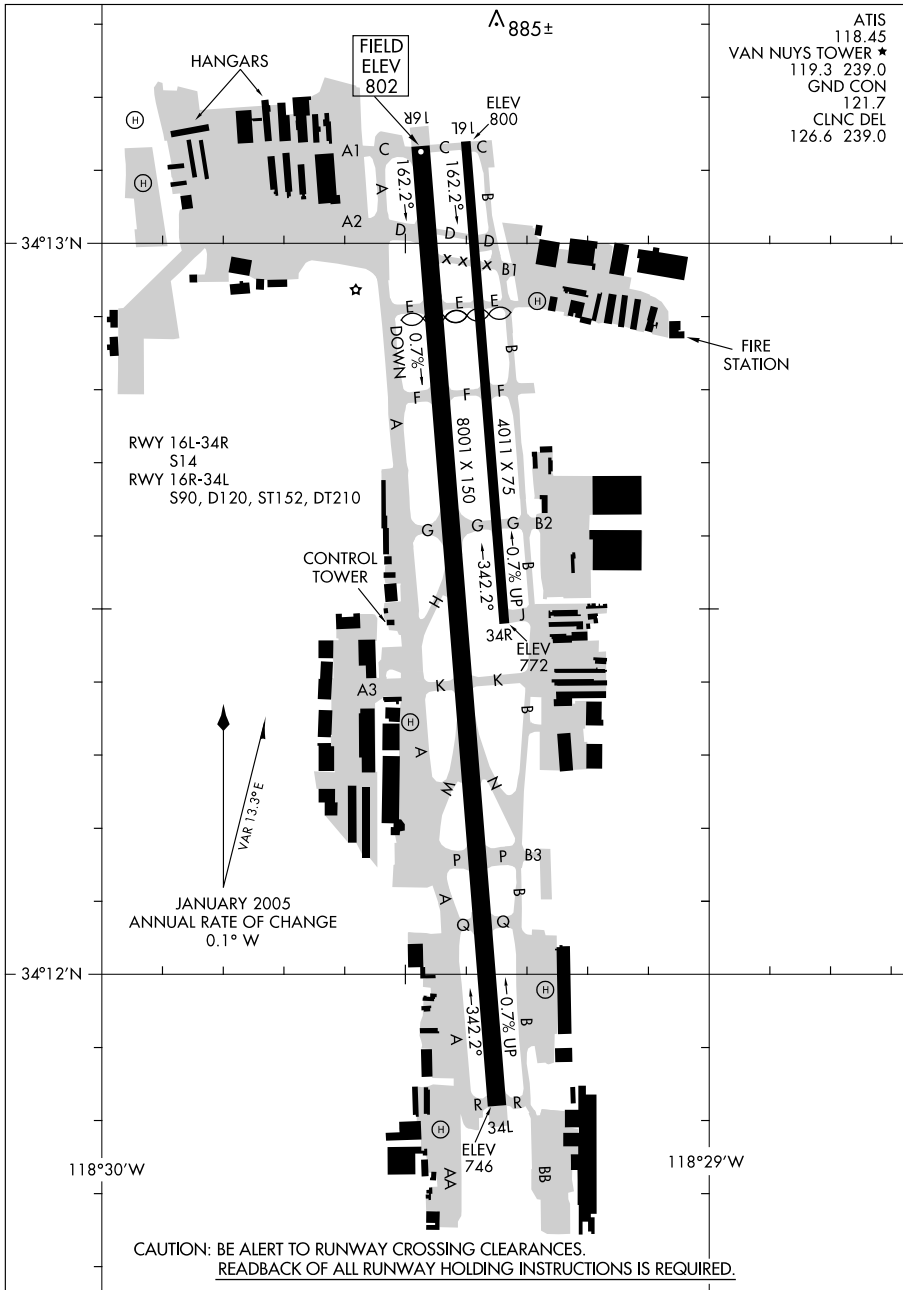 885±
ATIS
118.45
VAN NUYS TOWER ★
119.3 239.0
GND CON
121.7
CLNC DEL
126.6 239.0
HANGARS
FIELD
ELEV
802
ELEV
800
16R
16L
H
A1
C
C
C
H
162.2°
162.2°
A
B
A2
D
D
D
34°13'N
X X X
B1
E
E
E
H
FIRE
STATION
0.7%
DOWN
B
F
F
F
A
8001 X 150
4011 X 75
RWY 16L-34R
S14
RWY 16R-34L
S90, D120, ST152, DT210
G
G
G
B2
342.2°
0.7% UP
B
CONTROL
TOWER
H
34R
ELEV
772
A3
K
K
H
B
A
M
N
VAR 13.3° E
JANUARY 2005
ANNUAL RATE OF CHANGE
0.1° W
P
P
B3
A
B
Q
Q
34°12'N
H
342.2°
0.7% UP
A
B
R
R
34L
H
ELEV
746
118°30'W
118°29'W
AA
BB
CAUTION: BE ALERT TO RUNWAY CROSSING CLEARANCES.
READBACK OF ALL RUNWAY HOLDING INSTRUCTIONS IS REQUIRED.